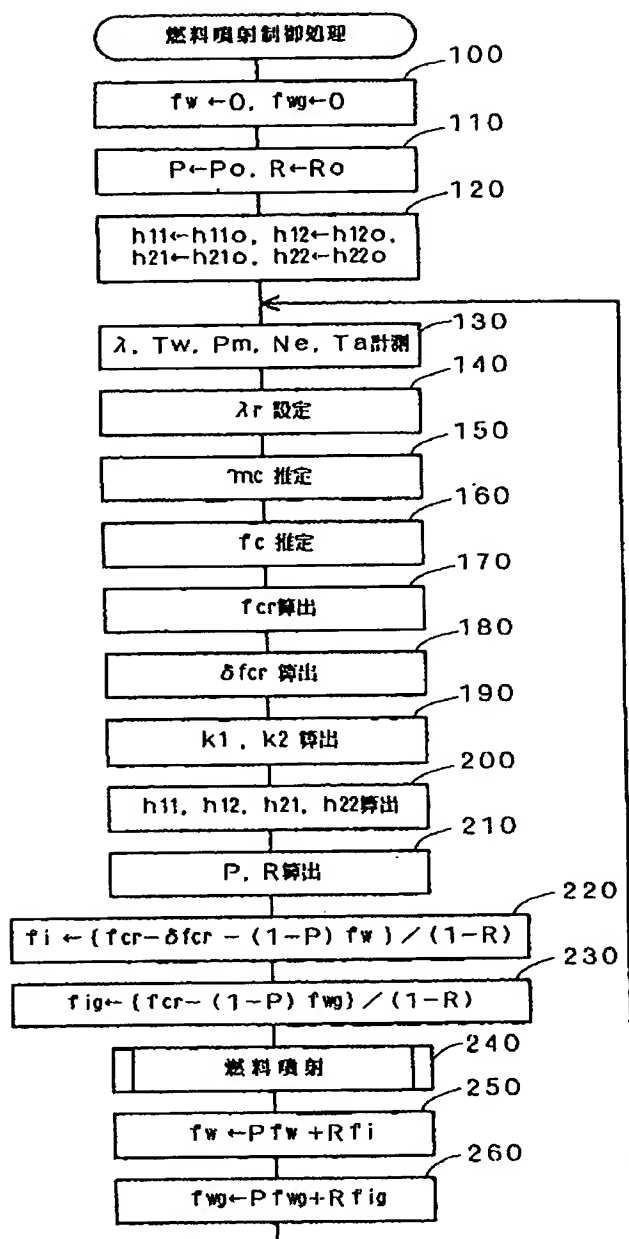 燃料噴射制御処理
100
fw←0, fwg←0
110
P←Po, R←Ro
120
h11←h11o, h12←h12o,
h21←h21o, h22←h22o
130
λ, Tw, Pm, Ne, Ta計測
140
λr 設定
150
mc 推定
160
fc 推定
170
fcr算出
180
δfcr 算出
190
k1, k2 算出
200
h11, h12, h21, h22算出
210
P, R算出
220
fi←{fcr-δfcr-(1-P)fw}/(1-R)
230
fig←{fcr-(1-P)fwg}/(1-R)
240
燃料噴射
250
fw←Pfw+Rfi
260
fwg←Pfwg+Rfig